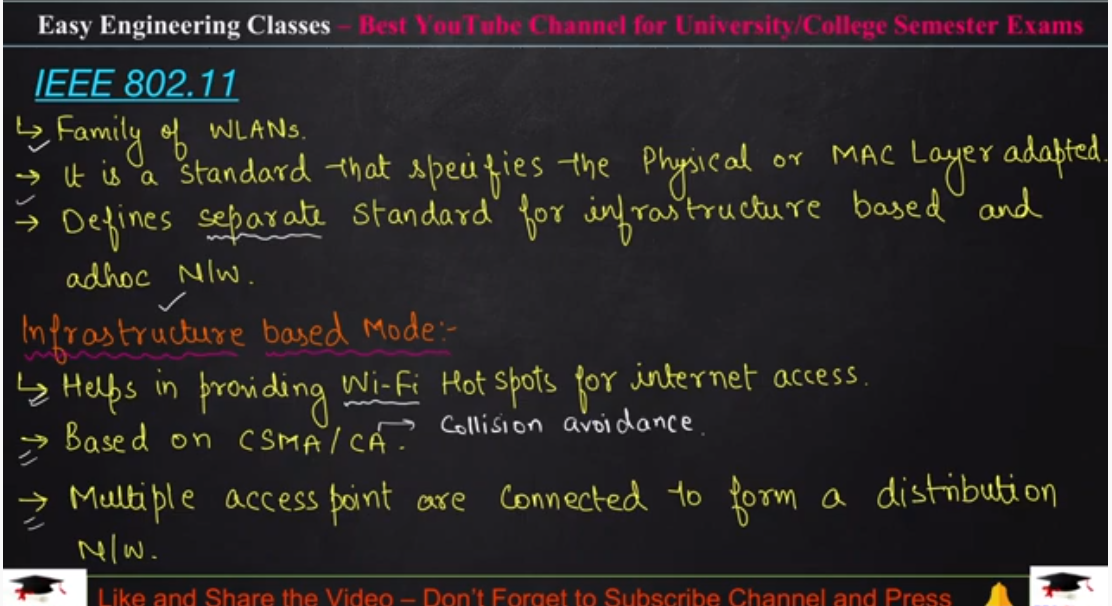 Easy Engineering Classes – Best YouTube Channel for University/College Semester Exams
IEEE 802.11
↳ Family of WLANs.
→ It is a standard that specifies the Physical or MAC Layer adapted.
→ Defines separate standard for infrastructure based and
adhoc N/W.
Infrastructure based Mode:-
↳ Helps in providing Wi-Fi Hot spots for internet access.
→ Based on CSMA/CA. → Collision avoidance.
→ Multiple access point are connected to form a distribution
N/W.
Like and Share the Video – Don't Forget to Subscribe Channel and Press